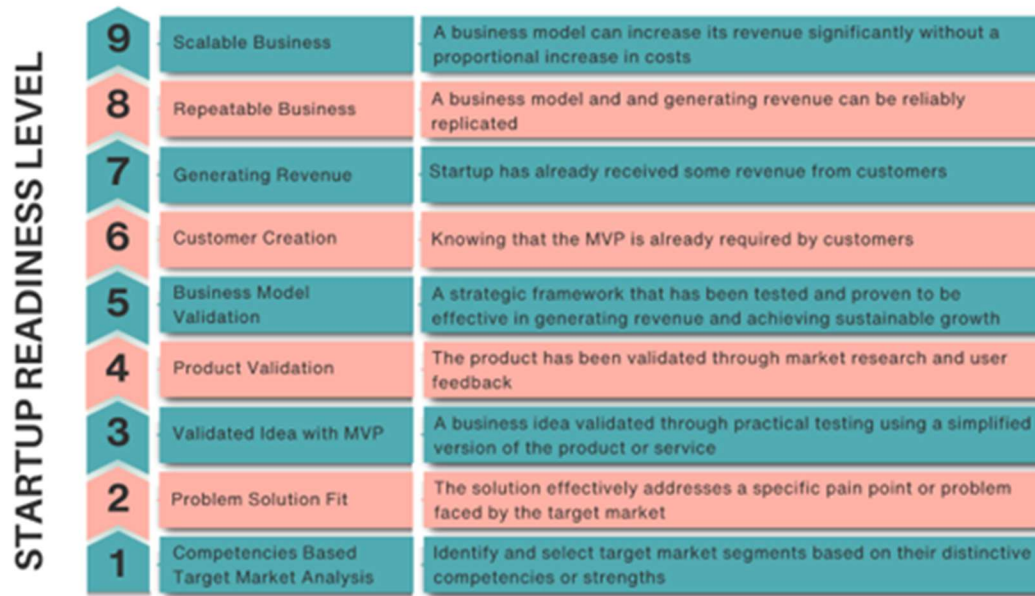 STARTUP READINESS LEVEL
9
Scalable Business
A business model can increase its revenue significantly without a
proportional increase in costs
8
Repeatable Business
A business model and and generating revenue can be reliably
replicated
7
Generating Revenue
Startup has already received some revenue from customers
6
Customer Creation
Knowing that the MVP is already required by customers
5
Business Model
Validation
A strategic framework that has been tested and proven to be
effective in generating revenue and achieving sustainable growth
4
Product Validation
The product has been validated through market research and user
feedback
3
Validated Idea with MVP
A business idea validated through practical testing using a simplified
version of the product or service
2
Problem Solution Fit
The solution effectively addresses a specific pain point or problem
faced by the target market
1
Competencies Based
Target Market Analysis
Identify and select target market segments based on their distinctive
competencies or strengths